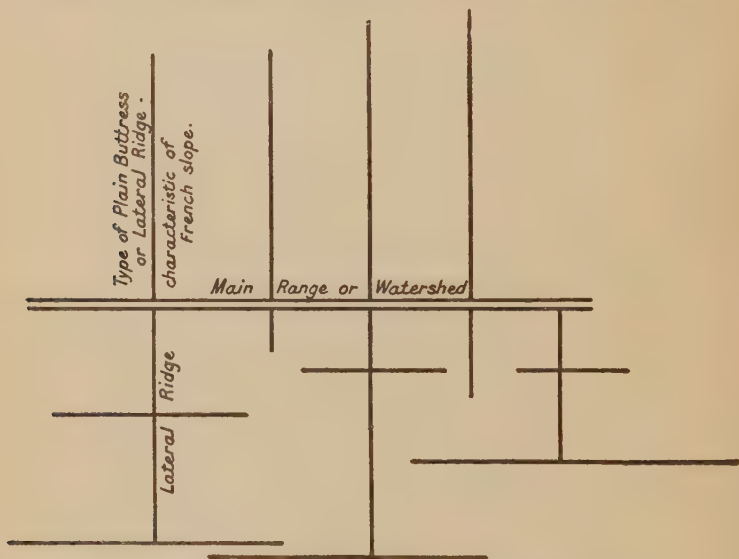 Type of Plain Buttress
or Lateral Ridge.
characteristic of
French slope.
Main Range or Watershed
Lateral Ridge